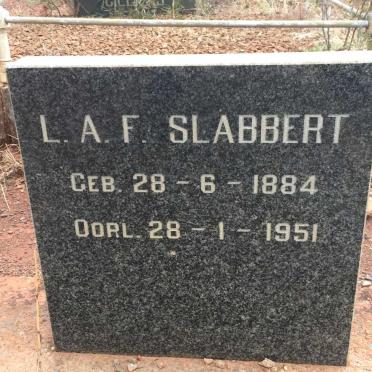 L. A. F. SLABBERT
GEB. 28 - 6 - 1884
OORL. 28 - 1 - 1951